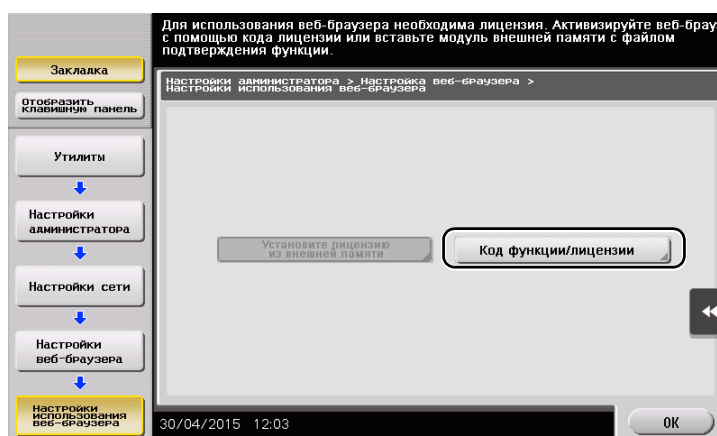 Для использования веб-браузера необходима лицензия. Активизируйте веб-брау
с помощью кода лицензии или вставьте модуль внешней памяти с файлом
подтверждения функции.
Закладка
Отобразить
клавишную панель
Настройки администратора > Настройка веб-браузера >
Настройки использования веб-браузера
Утилиты
Настройки
администратора
Настройки сети
Настройки
веб-браузера
Настройки
использования
веб-браузера
Установите лицензию
из внешней памяти
Код функции/лицензии
30/04/2015 12:03
ОК